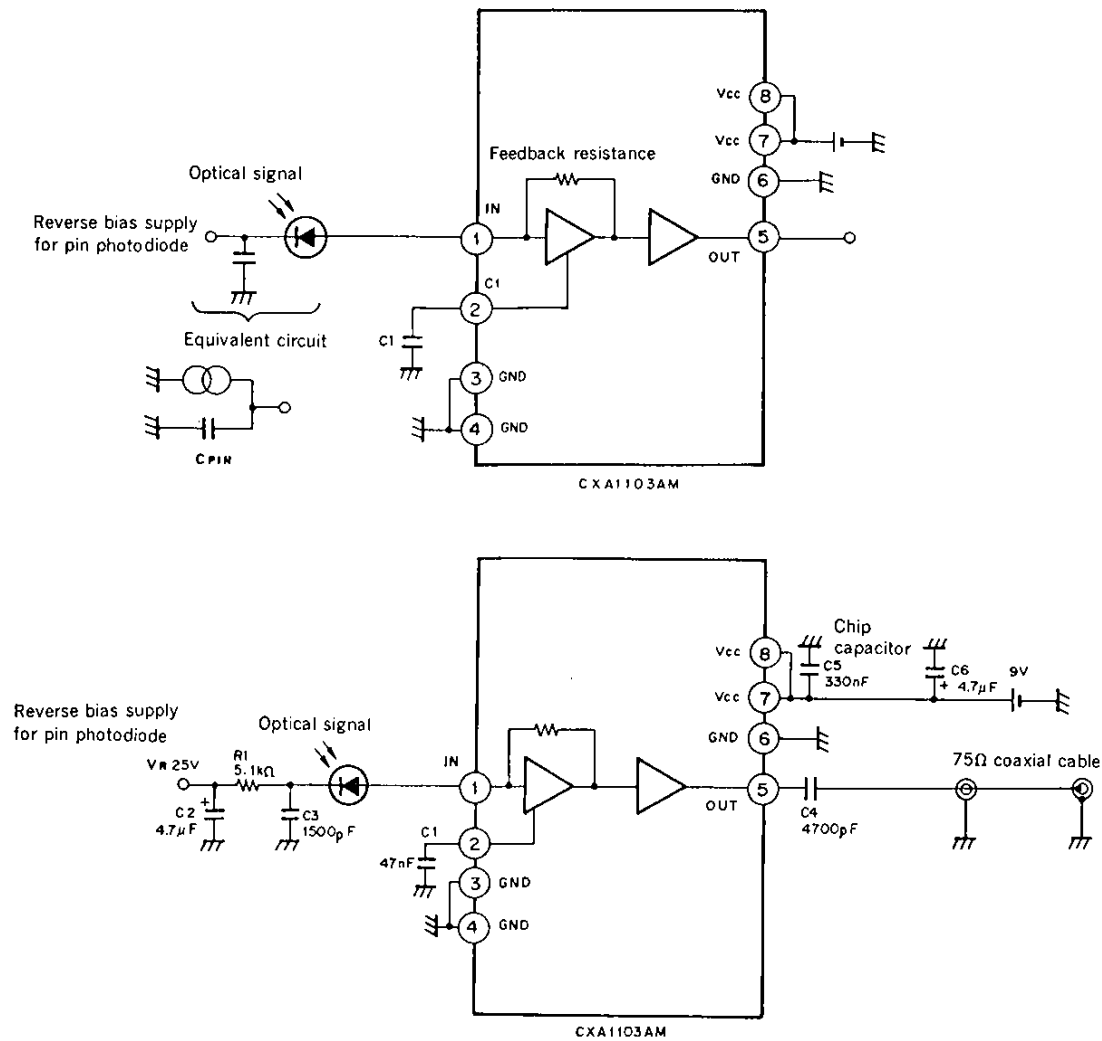 Vcc 8
Vcc 7
GND 6
Feedback resistance
Optical signal
Reverse bias supply
for pin photodiode
IN
1
5
OUT
C1
2
C1
Equivalent circuit
3 GND
4 GND
CPIN
CXA1103AM
Vcc 8
Chip
capacitor
C5
330nF
C6
4.7μF
+
9V
Vcc 7
GND 6
Reverse bias supply
for pin photodiode
Optical signal
VR 25V
R1
5.1kΩ
IN
1
75Ω coaxial cable
5
OUT
C4
4700pF
+
C2
4.7μF
C3
1500pF
C1
47nF
2
3 GND
4 GND
CXA1103AM